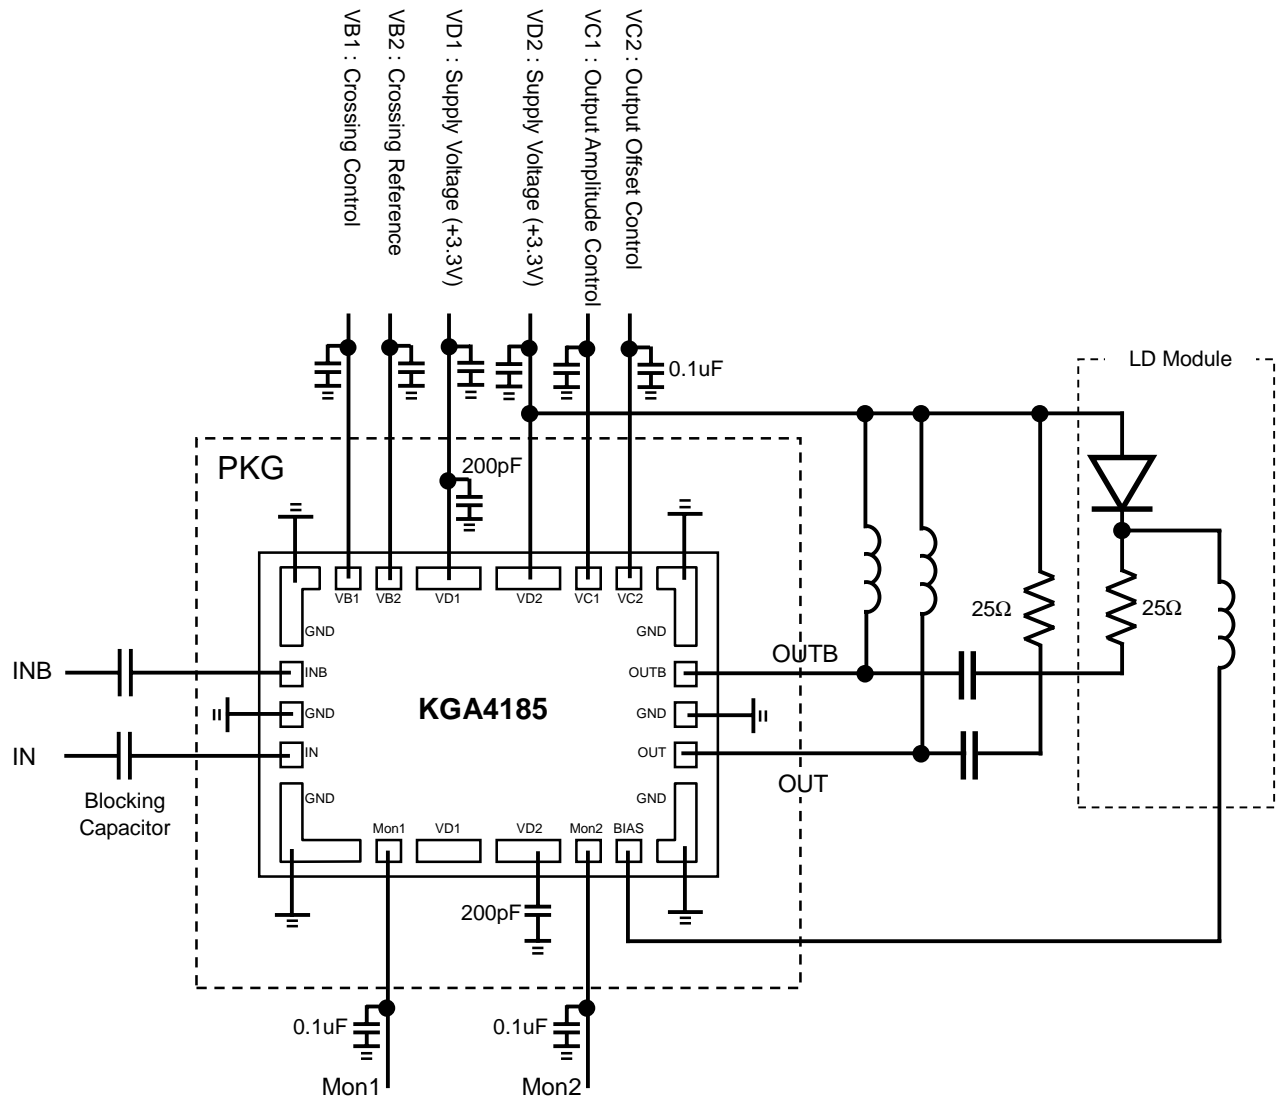 VB1 : Crossing Control
VB2 : Crossing Reference
VD1 : Supply Voltage (+3.3V)
VD2 : Supply Voltage (+3.3V)
VC1 : Output Amplitude Control
VC2 : Output Offset Control
0.1uF
LD Module
PKG
200pF
VB1
VB2
VD1
VD2
VC1
VC2
GND
GND
25Ω
25Ω
INB
INB
OUTB
OUTB
GND
KGA4185
GND
IN
IN
OUT
OUT
Blocking
Capacitor
GND
GND
Mon1
VD1
VD2
Mon2
BIAS
200pF
0.1uF
0.1uF
Mon1
Mon2